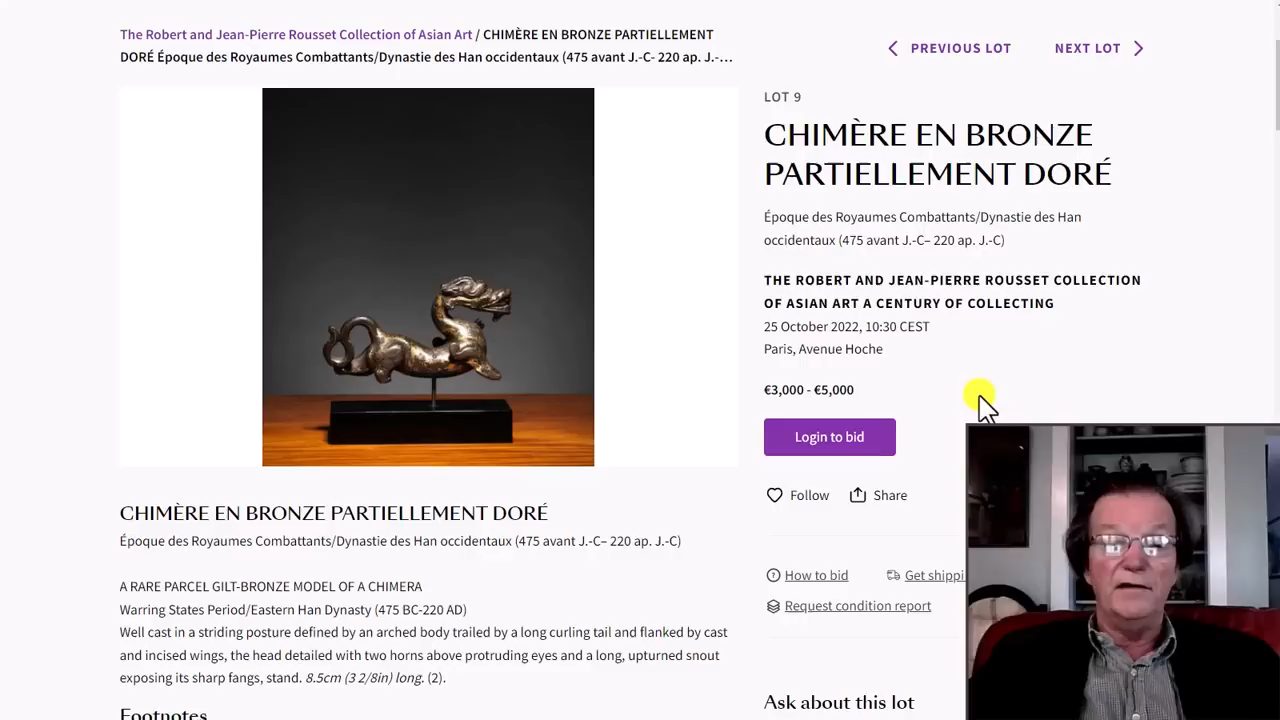 The Robert and Jean-Pierre Rousset Collection of Asian Art / CHIMÈRE EN BRONZE PARTIELLEMENT
DORÉ Époque des Royaumes Combattants/Dynastie des Han occidentaux (475 avant J.-C- 220 ap. J.-...
PREVIOUS LOT
NEXT LOT
LOT 9
CHIMÈRE EN BRONZE
PARTIELLEMENT DORÉ
Époque des Royaumes Combattants/Dynastie des Han
occidentaux (475 avant J.-C– 220 ap. J.-C)
THE ROBERT AND JEAN-PIERRE ROUSSET COLLECTION
OF ASIAN ART A CENTURY OF COLLECTING
25 October 2022, 10:30 CEST
Paris, Avenue Hoche
€3,000 - €5,000
Login to bid
Follow
Share
How to bid
Get shippi
Request condition report
Ask about this lot
CHIMÈRE EN BRONZE PARTIELLEMENT DORÉ
Époque des Royaumes Combattants/Dynastie des Han occidentaux (475 avant J.-C– 220 ap. J.-C)
A RARE PARCEL GILT-BRONZE MODEL OF A CHIMERA
Warring States Period/Eastern Han Dynasty (475 BC-220 AD)
Well cast in a striding posture defined by an arched body trailed by a long curling tail and flanked by cast
and incised wings, the head detailed with two horns above protruding eyes and a long, upturned snout
exposing its sharp fangs, stand. 8.5cm (3 2/8in) long. (2).
Footnotes